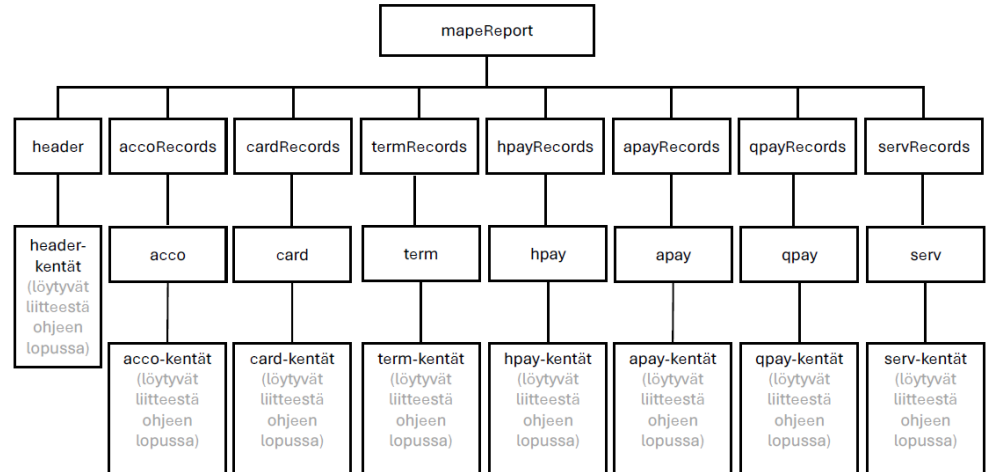 mapeReport
header
accoRecords
cardRecords
termRecords
hpayRecords
apayRecords
qpayRecords
servRecords
header-
kentät
(löytyvät
liitteestä
ohjeen
lopussa)
acco
card
term
hpay
apay
qpay
serv
acco-kentät
(löytyvät
liitteestä
ohjeen
lopussa)
card-kentät
(löytyvät
liitteestä
ohjeen
lopussa)
term-kentät
(löytyvät
liitteestä
ohjeen
lopussa)
hpay-kentät
(löytyvät
liitteestä
ohjeen
lopussa)
apay-kentät
(löytyvät
liitteestä
ohjeen
lopussa)
qpay-kentät
(löytyvät
liitteestä
ohjeen
lopussa)
serv-kentät
(löytyvät
liitteestä
ohjeen
lopussa)